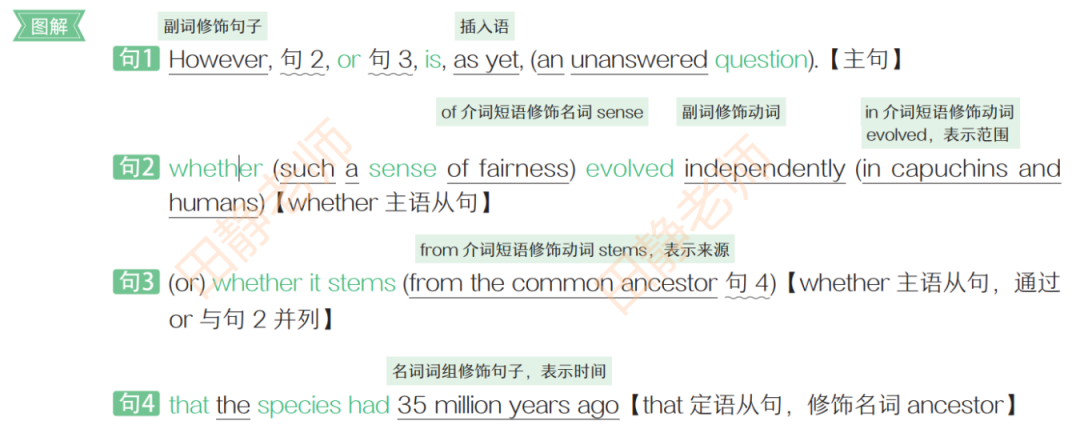 图解
副词修饰句子 插入语
句1 However, 句 2, or 句 3, is, as yet, (an unanswered question).【主句】
of 介词短语修饰名词 sense 副词修饰动词 in 介词短语修饰动词
evolved，表示范围
句2 whether (such a sense of fairness) evolved independently (in capuchins and
humans)【whether 主语从句】
from 介词短语修饰动词 stems，表示来源
句3 (or) whether it stems (from the common ancestor 句 4)【whether 主语从句，通过
or 与句 2 并列】
名词词组修饰句子，表示时间
句4 that the species had 35 million years ago【that 定语从句，修饰名词 ancestor】
田静老师
田静老师